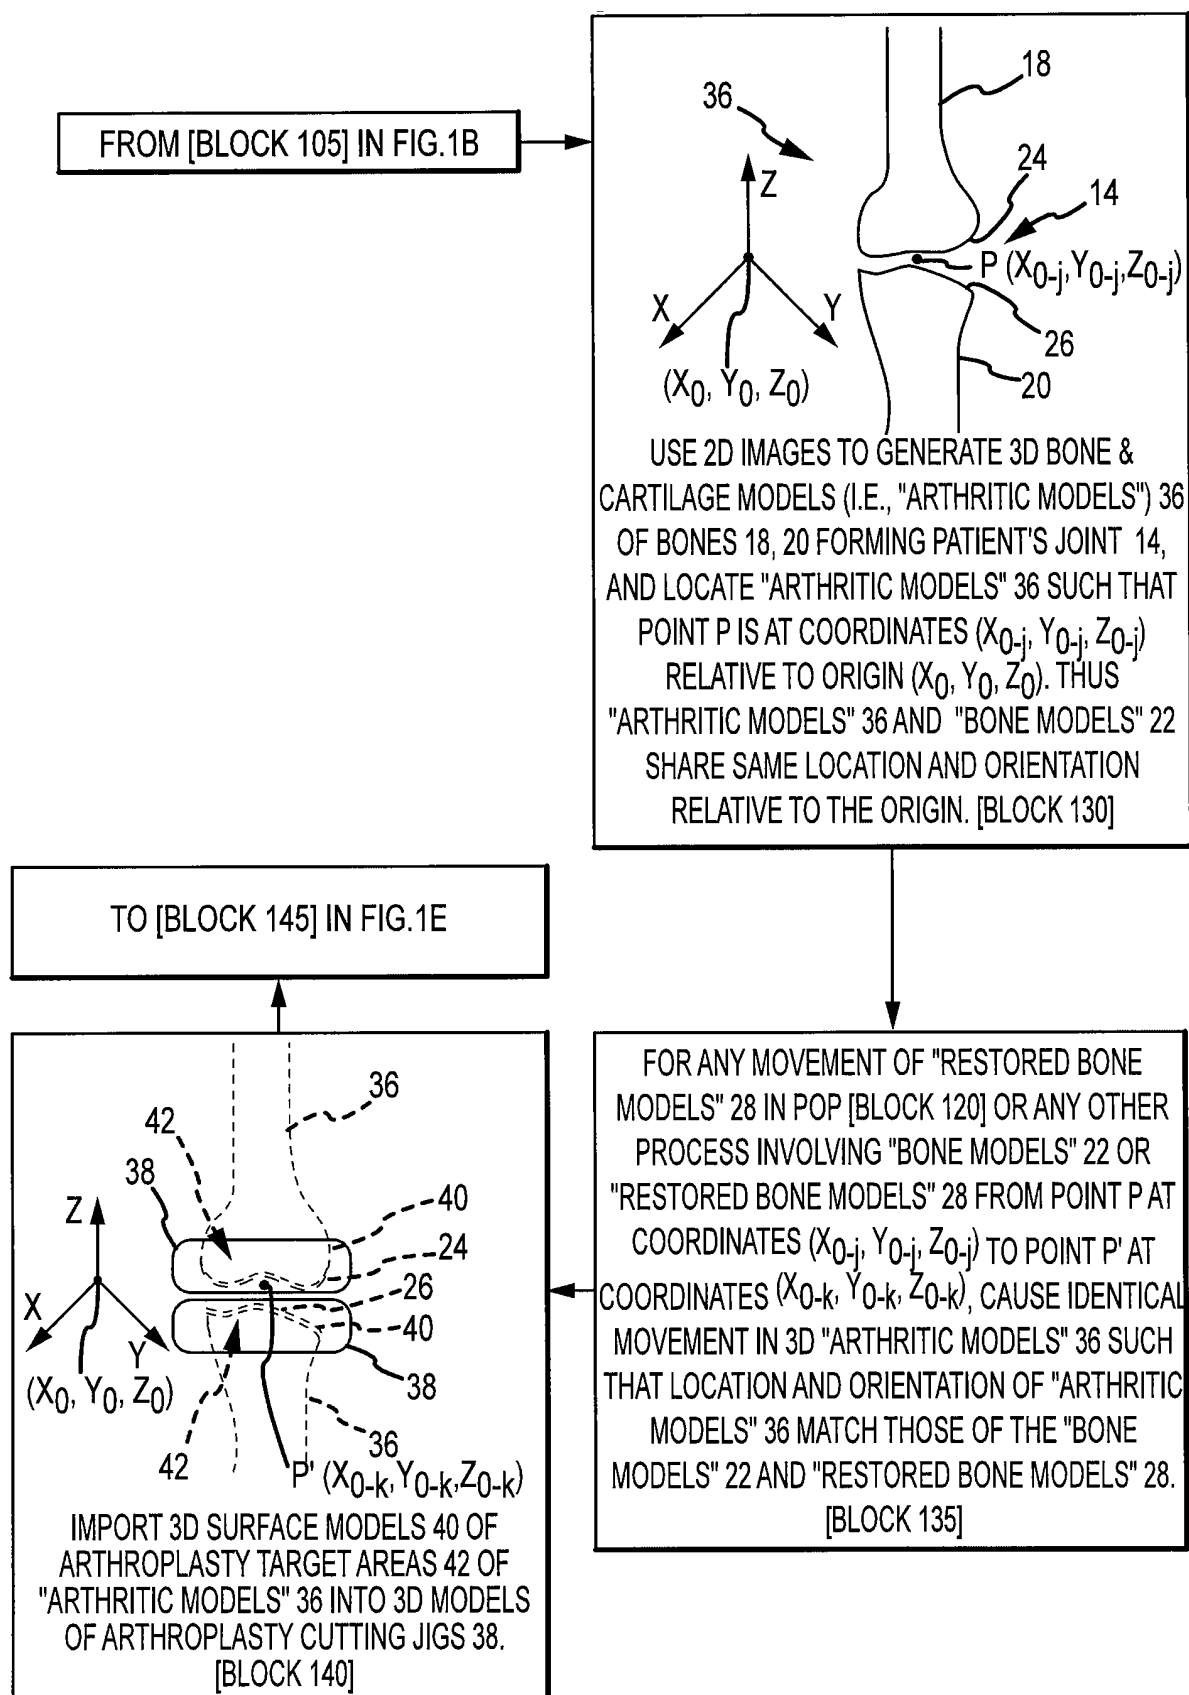 FROM [BLOCK 105] IN FIG.1B
36
18
Z
24
14
P (X0-j,Y0-j,Z0-j)
X
Y
26
(X0, Y0, Z0)
20
USE 2D IMAGES TO GENERATE 3D BONE &
CARTILAGE MODELS (I.E., "ARTHRITIC MODELS") 36
OF BONES 18, 20 FORMING PATIENT'S JOINT 14,
AND LOCATE "ARTHRITIC MODELS" 36 SUCH THAT
POINT P IS AT COORDINATES (X0-j, Y0-j, Z0-j)
RELATIVE TO ORIGIN (X0, Y0, Z0). THUS
"ARTHRITIC MODELS" 36 AND "BONE MODELS" 22
SHARE SAME LOCATION AND ORIENTATION
RELATIVE TO THE ORIGIN. [BLOCK 130]
FOR ANY MOVEMENT OF "RESTORED BONE
MODELS" 28 IN POP [BLOCK 120] OR ANY OTHER
PROCESS INVOLVING "BONE MODELS" 22 OR
"RESTORED BONE MODELS" 28 FROM POINT P AT
COORDINATES (X0-j, Y0-j, Z0-j) TO POINT P' AT
COORDINATES (X0-k, Y0-k, Z0-k), CAUSE IDENTICAL
MOVEMENT IN 3D "ARTHRITIC MODELS" 36 SUCH
THAT LOCATION AND ORIENTATION OF "ARTHRITIC
MODELS" 36 MATCH THOSE OF THE "BONE
MODELS" 22 AND "RESTORED BONE MODELS" 28.
[BLOCK 135]
36
42
38
40
Z
24
26
X
40
Y
(X0, Y0, Z0)
38
42
36
P' (X0-k,Y0-k,Z0-k)
IMPORT 3D SURFACE MODELS 40 OF
ARTHROPLASTY TARGET AREAS 42 OF
"ARTHRITIC MODELS" 36 INTO 3D MODELS
OF ARTHROPLASTY CUTTING JIGS 38.
[BLOCK 140]
TO [BLOCK 145] IN FIG.1E